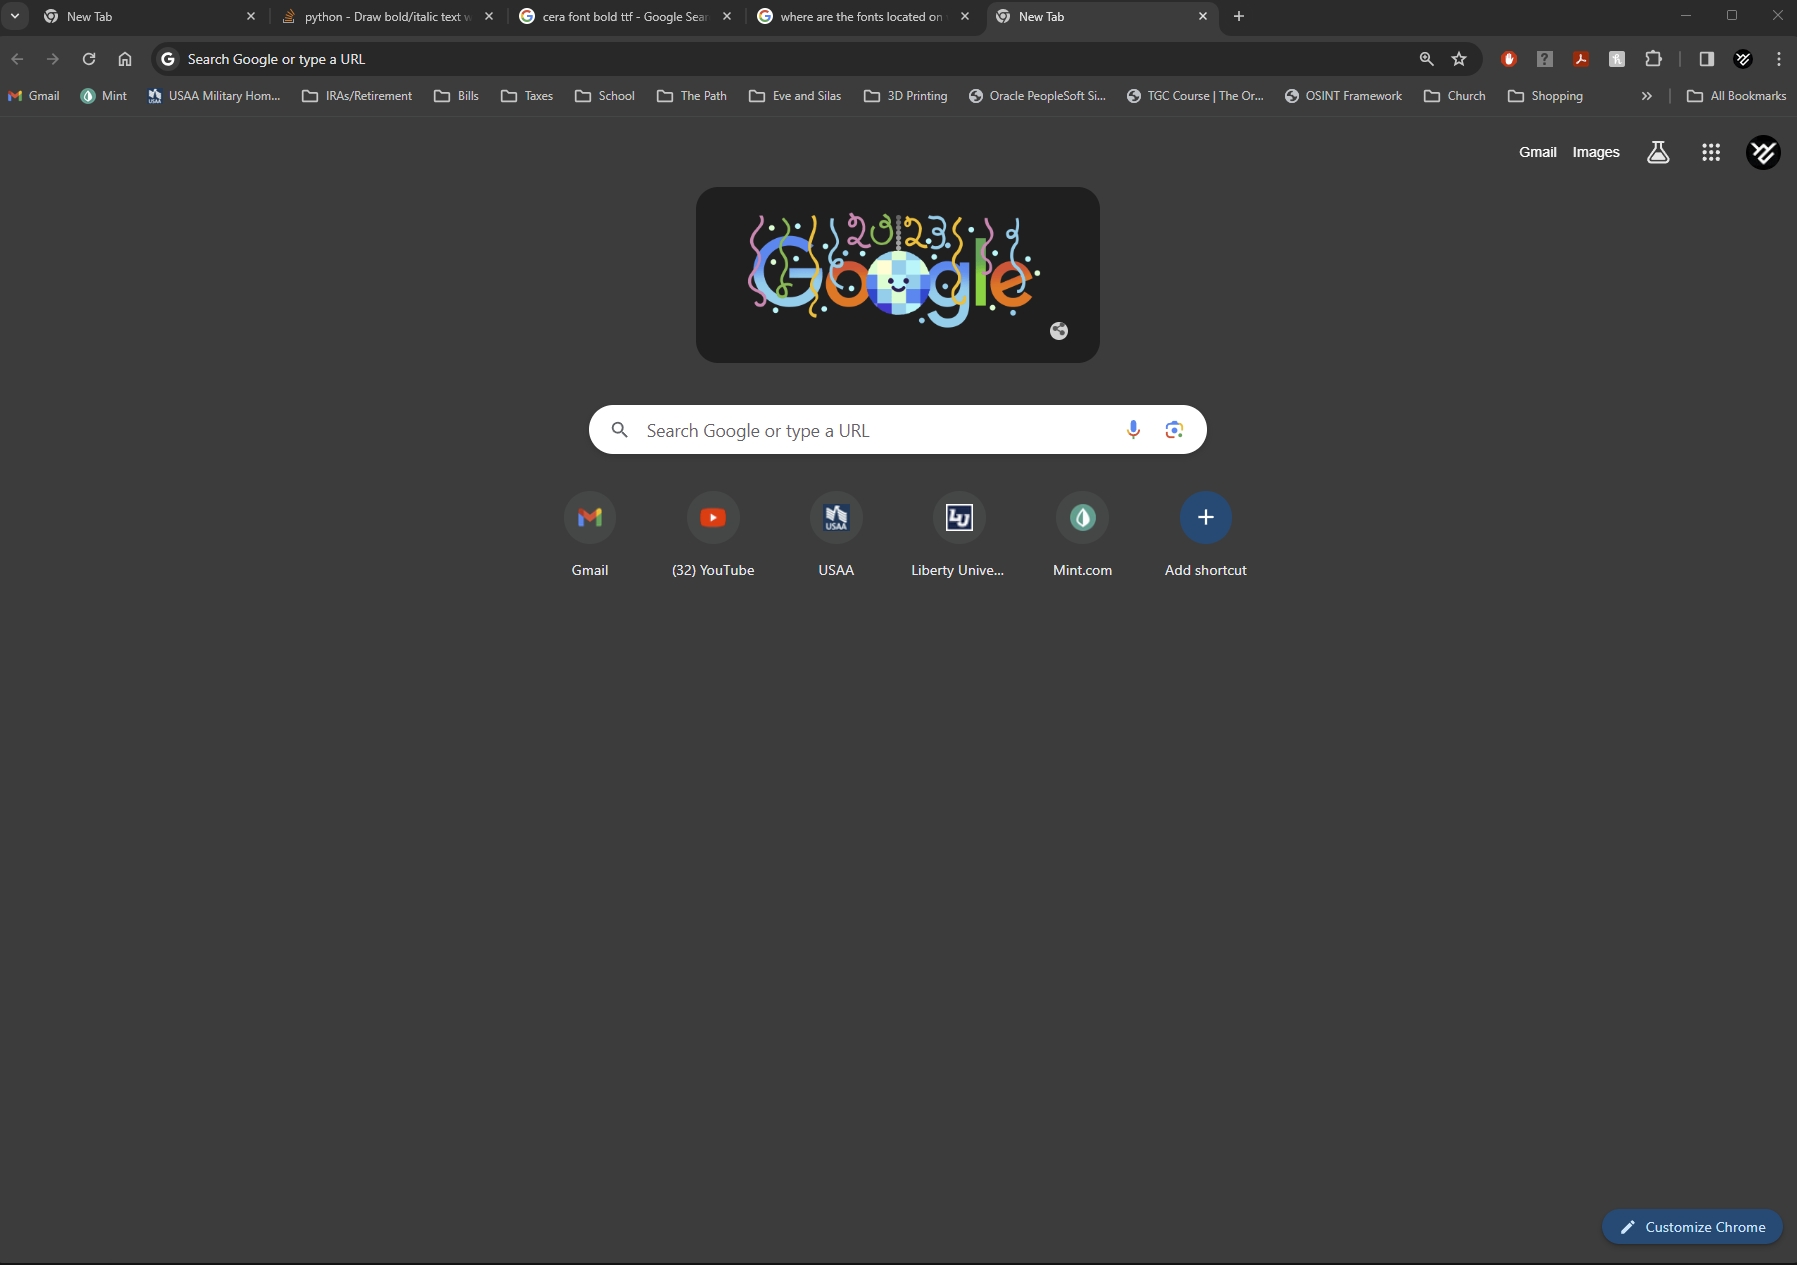 New Tab
python - Draw bold/italic text w
cera font bold ttf - Google Sear
where are the fonts located on
New Tab
Search Google or type a URL
Gmail
Mint
USAA Military Hom...
IRAs/Retirement
Bills
Taxes
School
The Path
Eve and Silas
3D Printing
Oracle PeopleSoft Si...
TGC Course | The Or...
OSINT Framework
Church
Shopping
All Bookmarks
Gmail Images
2023
Google
Search Google or type a URL
USAA
LU
Gmail
(32) YouTube
USAA
Liberty Unive...
Mint.com
Add shortcut
Customize Chrome